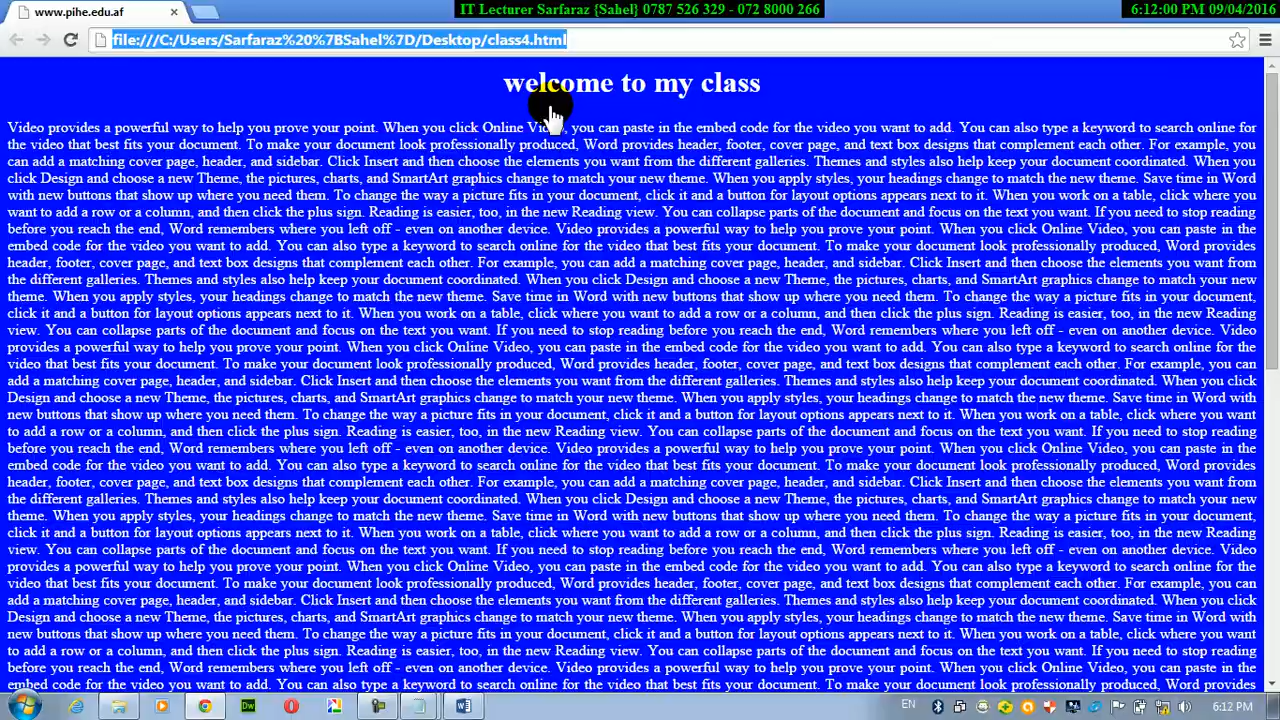 www.pihe.edu.af
IT Lecturer Sarfaraz {Sahel} 0787 526 329 - 072 8000 266
6:12:00 PM 09/04/2016
file:///C:/Users/Sarfaraz%20%7BSahel%7D/Desktop/class4.html
welcome to my class
Video provides a powerful way to help you prove your point. When you click Online Video, you can paste in the embed code for the video you want to add. You can also type a keyword to search online for
the video that best fits your document. To make your document look professionally produced, Word provides header, footer, cover page, and text box designs that complement each other. For example, you
can add a matching cover page, header, and sidebar. Click Insert and then choose the elements you want from the different galleries. Themes and styles also help keep your document coordinated. When you
click Design and choose a new Theme, the pictures, charts, and SmartArt graphics change to match your new theme. When you apply styles, your headings change to match the new theme. Save time in Word
with new buttons that show up where you need them. To change the way a picture fits in your document, click it and a button for layout options appears next to it. When you work on a table, click where you
want to add a row or a column, and then click the plus sign. Reading is easier, too, in the new Reading view. You can collapse parts of the document and focus on the text you want. If you need to stop reading
before you reach the end, Word remembers where you left off - even on another device. Video provides a powerful way to help you prove your point. When you click Online Video, you can paste in the
embed code for the video you want to add. You can also type a keyword to search online for the video that best fits your document. To make your document look professionally produced, Word provides
header, footer, cover page, and text box designs that complement each other. For example, you can add a matching cover page, header, and sidebar. Click Insert and then choose the elements you want from
the different galleries. Themes and styles also help keep your document coordinated. When you click Design and choose a new Theme, the pictures, charts, and SmartArt graphics change to match your new
theme. When you apply styles, your headings change to match the new theme. Save time in Word with new buttons that show up where you need them. To change the way a picture fits in your document,
click it and a button for layout options appears next to it. When you work on a table, click where you want to add a row or a column, and then click the plus sign. Reading is easier, too, in the new Reading
view. You can collapse parts of the document and focus on the text you want. If you need to stop reading before you reach the end, Word remembers where you left off - even on another device. Video
provides a powerful way to help you prove your point. When you click Online Video, you can paste in the embed code for the video you want to add. You can also type a keyword to search online for the
video that best fits your document. To make your document look professionally produced, Word provides header, footer, cover page, and text box designs that complement each other. For example, you can
add a matching cover page, header, and sidebar. Click Insert and then choose the elements you want from the different galleries. Themes and styles also help keep your document coordinated. When you click
Design and choose a new Theme, the pictures, charts, and SmartArt graphics change to match your new theme. When you apply styles, your headings change to match the new theme. Save time in Word with
new buttons that show up where you need them. To change the way a picture fits in your document, click it and a button for layout options appears next to it. When you work on a table, click where you want
to add a row or a column, and then click the plus sign. Reading is easier, too, in the new Reading view. You can collapse parts of the document and focus on the text you want. If you need to stop reading
before you reach the end, Word remembers where you left off - even on another device. Video provides a powerful way to help you prove your point. When you click Online Video, you can paste in the
embed code for the video you want to add. You can also type a keyword to search online for the video that best fits your document. To make your document look professionally produced, Word provides
header, footer, cover page, and text box designs that complement each other. For example, you can add a matching cover page, header, and sidebar. Click Insert and then choose the elements you want from
the different galleries. Themes and styles also help keep your document coordinated. When you click Design and choose a new Theme, the pictures, charts, and SmartArt graphics change to match your new
theme. When you apply styles, your headings change to match the new theme. Save time in Word with new buttons that show up where you need them. To change the way a picture fits in your document,
click it and a button for layout options appears next to it. When you work on a table, click where you want to add a row or a column, and then click the plus sign. Reading is easier, too, in the new Reading
view. You can collapse parts of the document and focus on the text you want. If you need to stop reading before you reach the end, Word remembers where you left off - even on another device. Video
provides a powerful way to help you prove your point. When you click Online Video, you can paste in the embed code for the video you want to add. You can also type a keyword to search online for the
video that best fits your document. To make your document look professionally produced, Word provides header, footer, cover page, and text box designs that complement each other. For example, you can
add a matching cover page, header, and sidebar. Click Insert and then choose the elements you want from the different galleries. Themes and styles also help keep your document coordinated. When you click
Design and choose a new Theme, the pictures, charts, and SmartArt graphics change to match your new theme. When you apply styles, your headings change to match the new theme. Save time in Word with
new buttons that show up where you need them. To change the way a picture fits in your document, click it and a button for layout options appears next to it. When you work on a table, click where you want
to add a row or a column, and then click the plus sign. Reading is easier, too, in the new Reading view. You can collapse parts of the document and focus on the text you want. If you need to stop reading
before you reach the end, Word remembers where you left off - even on another device. Video provides a powerful way to help you prove your point. When you click Online Video, you can paste in the
embed code for the video you want to add. You can also type a keyword to search online for the video that best fits your document. To make your document look professionally produced, Word provides
Dw
EN
6:12 PM